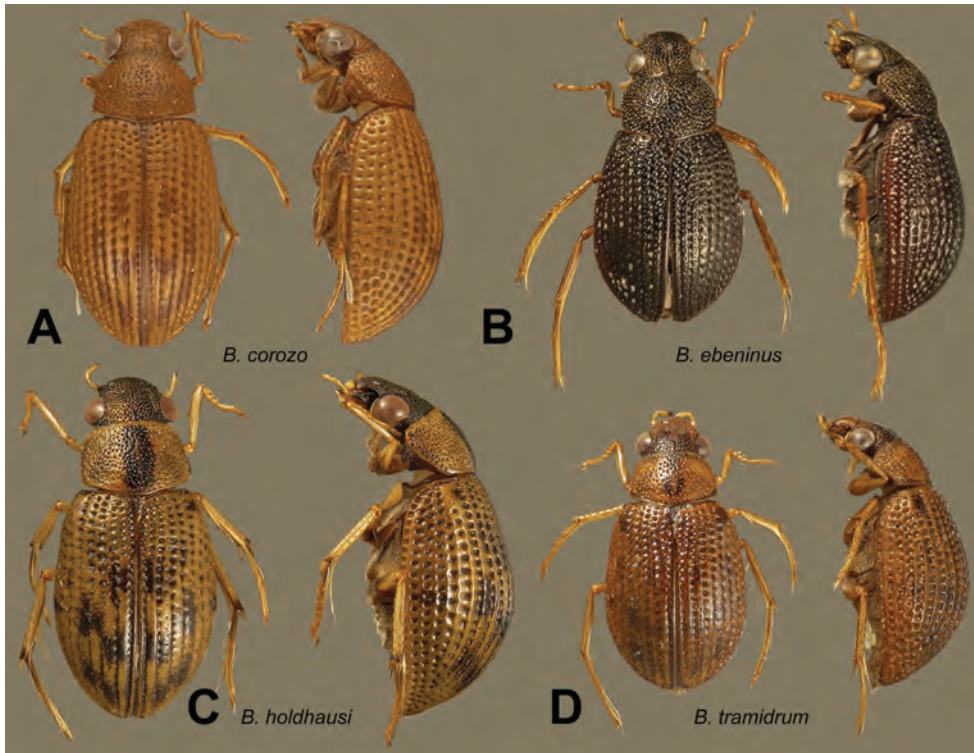 A
B. corozo
B
B. ebeninus
C
B. holdhausi
D
B. tramidrum